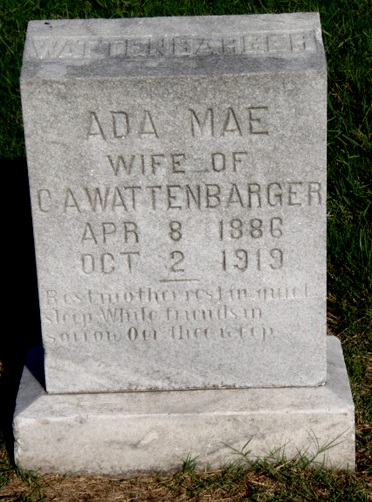 WATTENBARGER
ADA MAE
WIFE OF
C A WATTENBARGER
APR 8 1886
OCT 2 1919
Rest mother rest in quiet
sleep While friends in
sorrow Oer thee weep